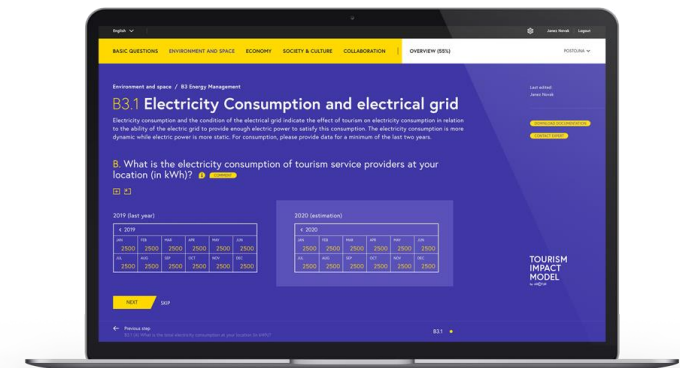 English
Janez Novak Logout
BASIC QUESTIONS ENVIRONMENT AND SPACE ECONOMY SOCIETY & CULTURE COLLABORATION OVERVIEW (55%) PORTOLINA
Environment and space / B3 Energy Management
B3.1 Electricity Consumption and electrical grid
Electricity consumption and the condition of the electrical grid indicate the effect of tourism on electricity consumption in relation
to the ability of the electric grid to provide enough electric power to satisfy this consumption. The electricity consumption is more
dynamic while electric power is more static. For consumption, please provide data for a minimum of the last two years.
Last edited:
Janez Novak
DOWNLOAD DOCUMENTATION
CONTACT EXPERT
B. What is the electricity consumption of tourism service providers at your
location (in kWh)? COMMENT
2019 (last year)
< 2019
JAN FEB MAR APR MAY JUN
2500 2500 2500 2500 2500 2500
JUL AUG SEP OCT NOV DEC
2500 2500 2500 2500 2500 2500
2020 (estimation)
< 2020
JAN FEB MAR APR MAY JUN
2500 2500 2500 2500 2500 2500
JUL AUG SEP OCT NOV DEC
2500 2500 2500 2500 2500 2500
TOURISM
IMPACT
MODEL
NEXT SKIP
Previous step
B3.1